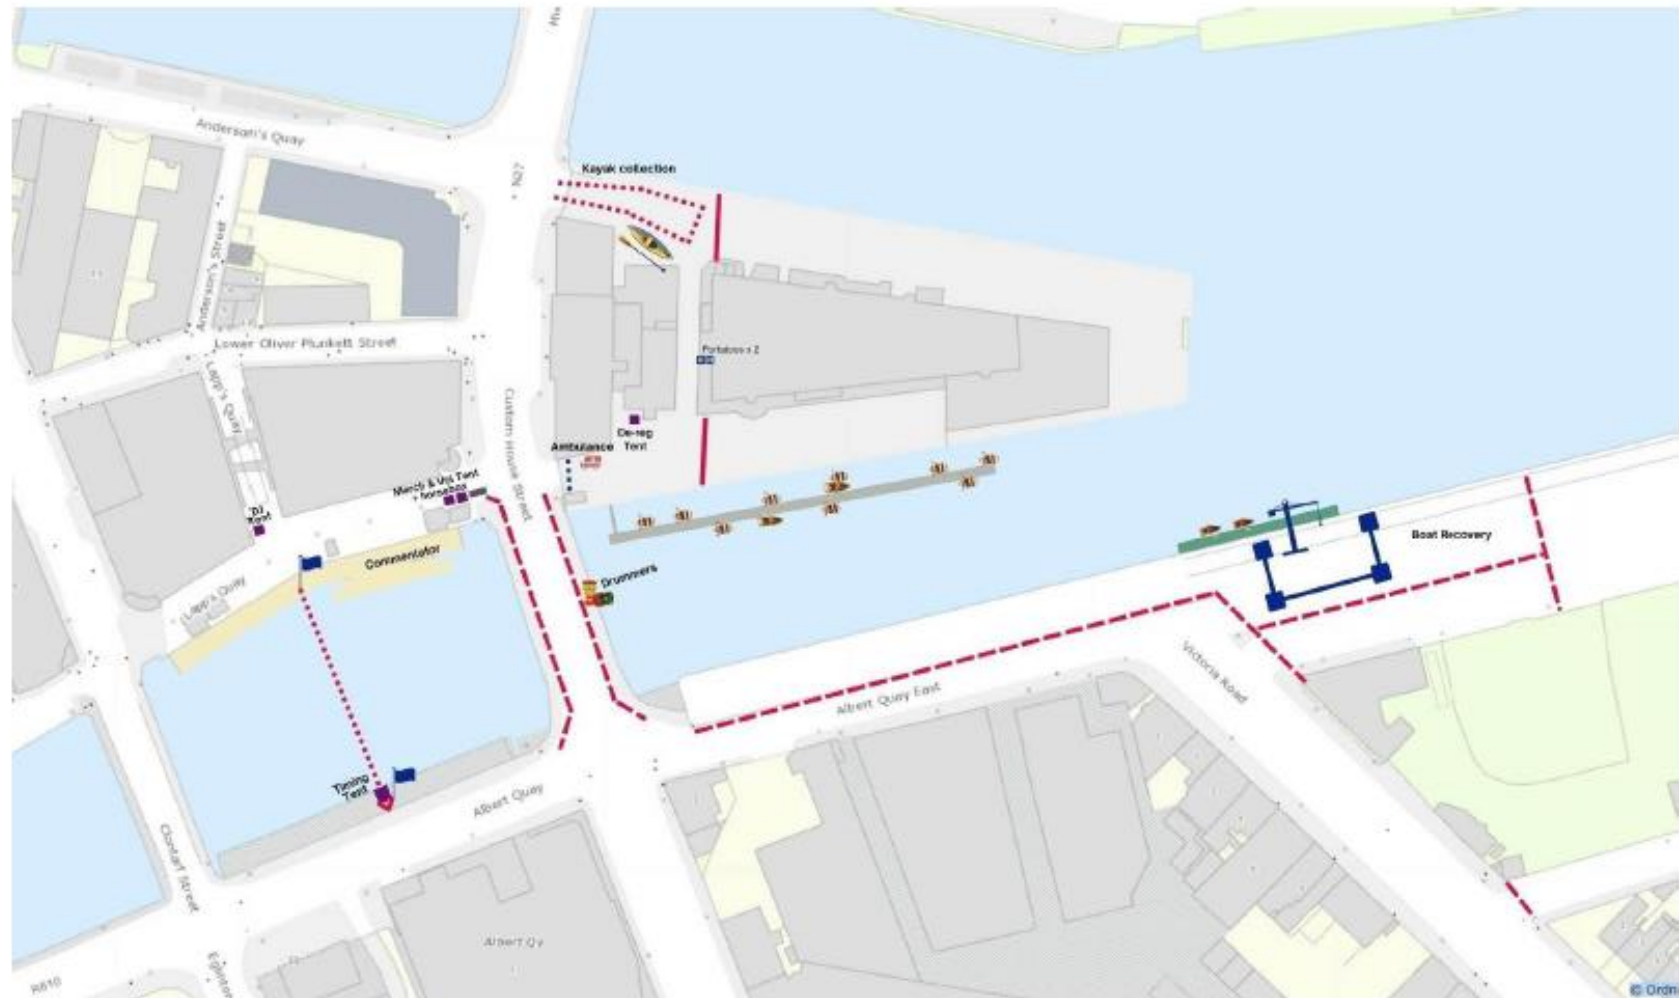 Anderson's Quay
N27
Kayak collection
Anderson's Street
Lower Oliver Plunkett Street
Lapp's Quay
Custom House Street
Portaloos x 2
De-reg
Tent
Ambulance
Merch & Vol Tent
+ horsebox
DJ
Tent
Commentator
Lapp's Quay
Drummers
Boat Recovery
Victoria Road
Albert Quay East
Timing
Tent
Albert Quay
Clontarf Street
Albert Qy
R610